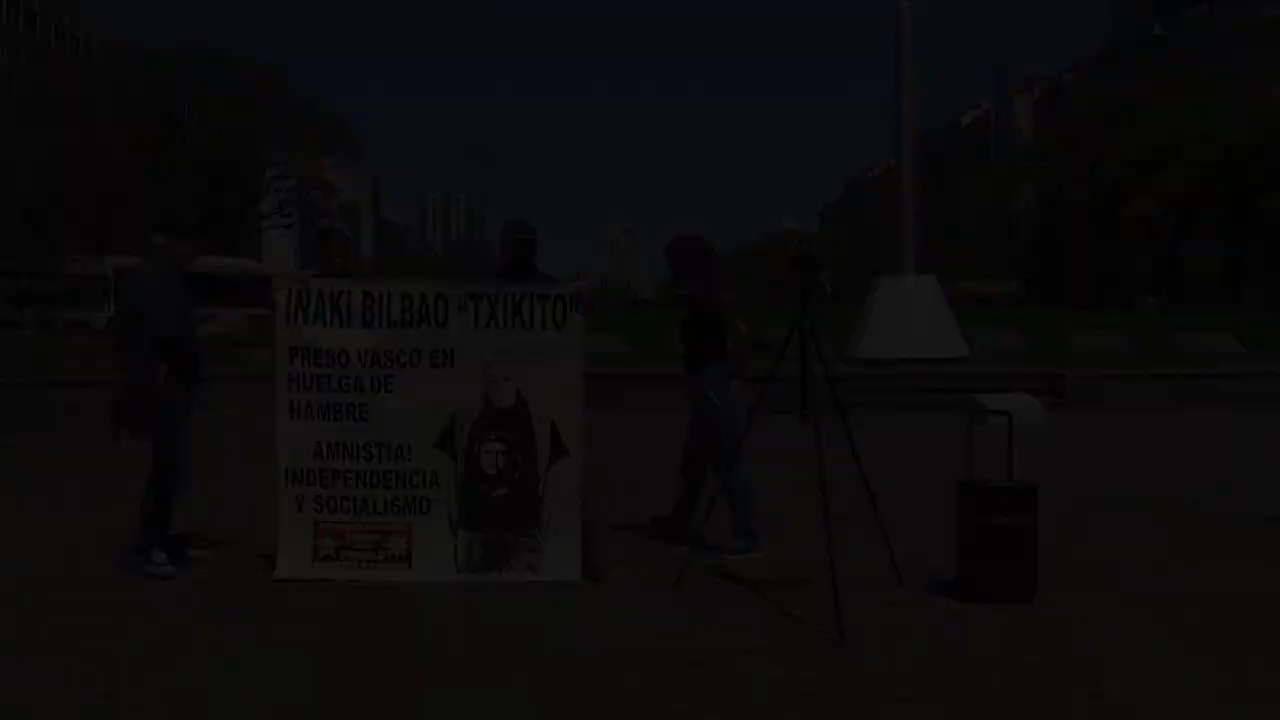 IÑAKI BILBAO "TXIKITO"
PRESO VASCO EN
HUELGA DE
HAMBRE
AMNISTIA!
INDEPENDENCIA
Y SOCIALISMO